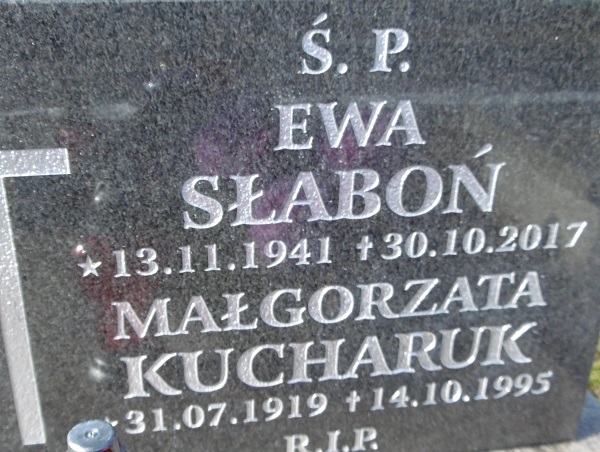 Ś. P.
EWA
SŁABOŃ
★13.11.1941 ✝30.10.2017
MAŁGORZATA
KUCHARUK
★31.07.1919 ✝14.10.1995
R.I.P.